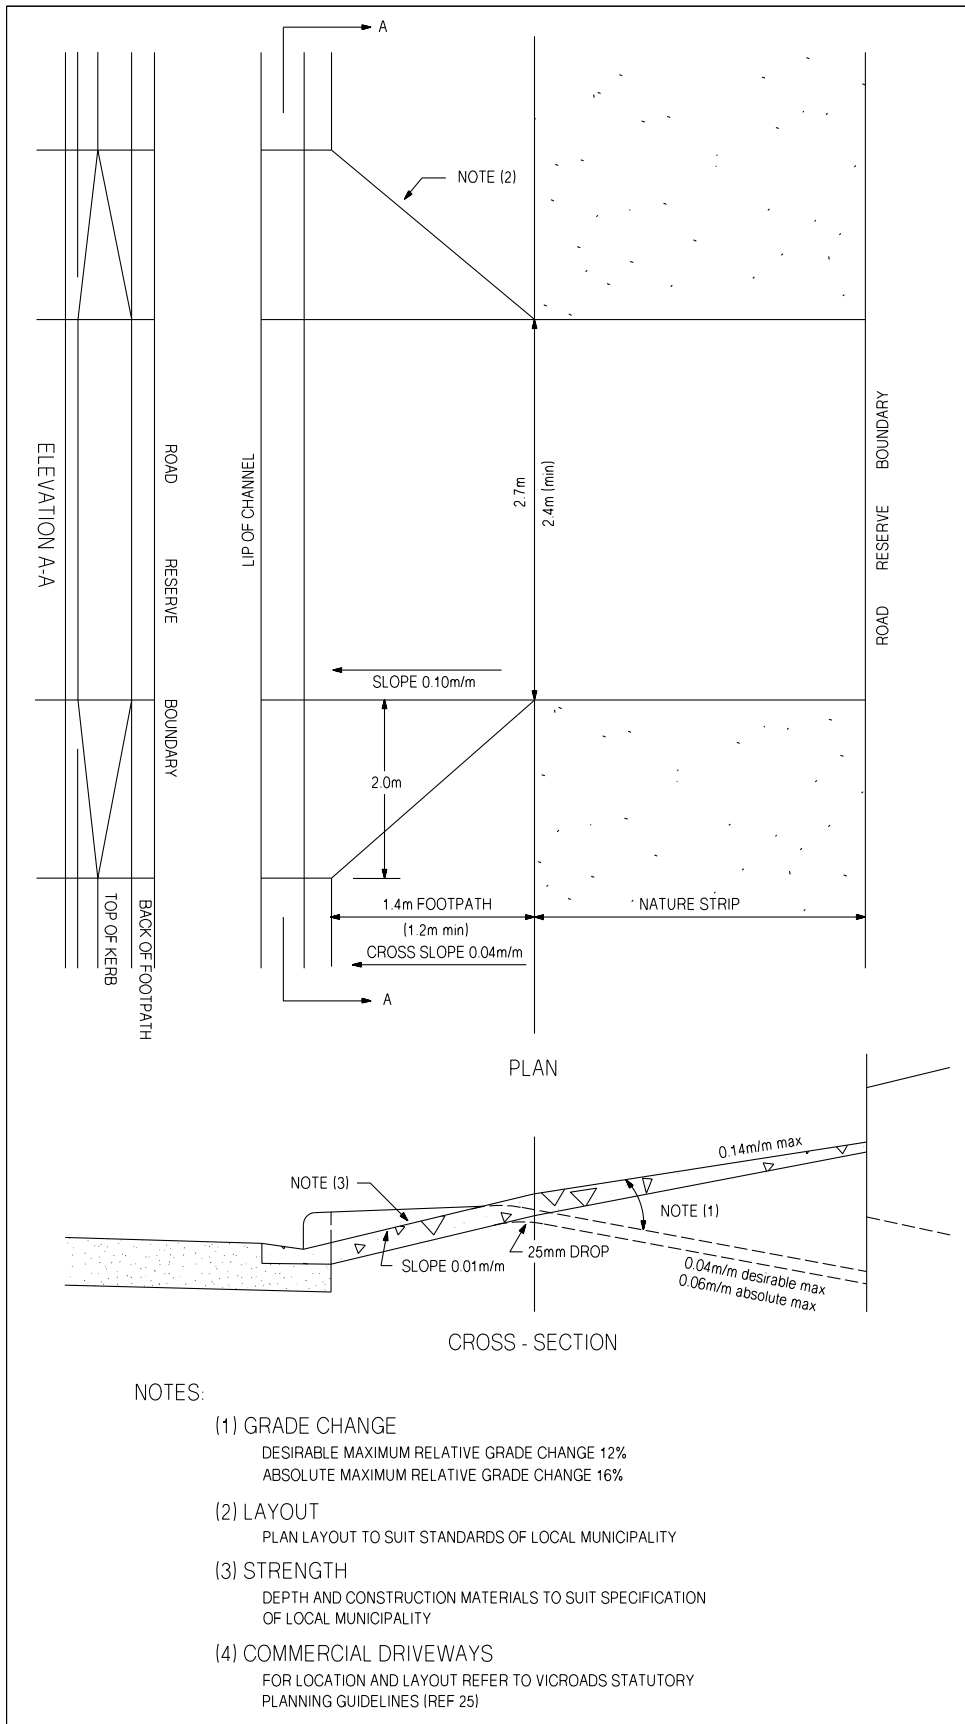 A
NOTE (2)
ELEVATION A-A
ROAD RESERVE BOUNDARY
LIP OF CHANNEL
2.7m
2.4m (min)
ROAD RESERVE BOUNDARY
SLOPE 0.10m/m
2.0m
TOP OF KERB
BACK OF FOOTPATH
1.4m FOOTPATH
(1.2m min)
NATURE STRIP
CROSS SLOPE 0.04m/m
A
PLAN
0.14m/m max
NOTE (3)
NOTE (1)
25mm DROP
SLOPE 0.01m/m
0.04m/m desirable max
0.06m/m absolute max
CROSS - SECTION
NOTES:
(1) GRADE CHANGE
DESIRABLE MAXIMUM RELATIVE GRADE CHANGE 12%
ABSOLUTE MAXIMUM RELATIVE GRADE CHANGE 16%
(2) LAYOUT
PLAN LAYOUT TO SUIT STANDARDS OF LOCAL MUNICIPALITY
(3) STRENGTH
DEPTH AND CONSTRUCTION MATERIALS TO SUIT SPECIFICATION
OF LOCAL MUNICIPALITY
(4) COMMERCIAL DRIVEWAYS
FOR LOCATION AND LAYOUT REFER TO VICROADS STATUTORY
PLANNING GUIDELINES (REF 25)